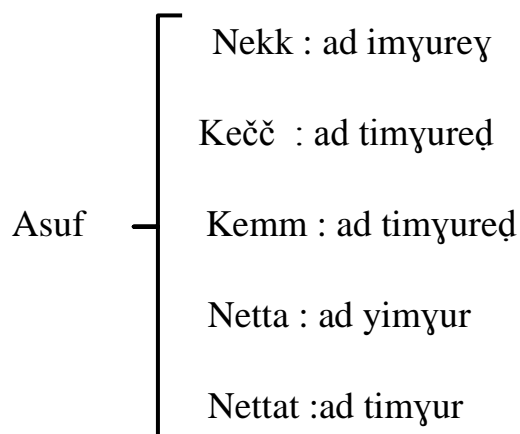 Nekk : ad imɣureɣ
Kečč : ad timɣureḍ
Asuf Kemm : ad timɣureḍ
Netta : ad yimɣur
Nettat :ad timɣur